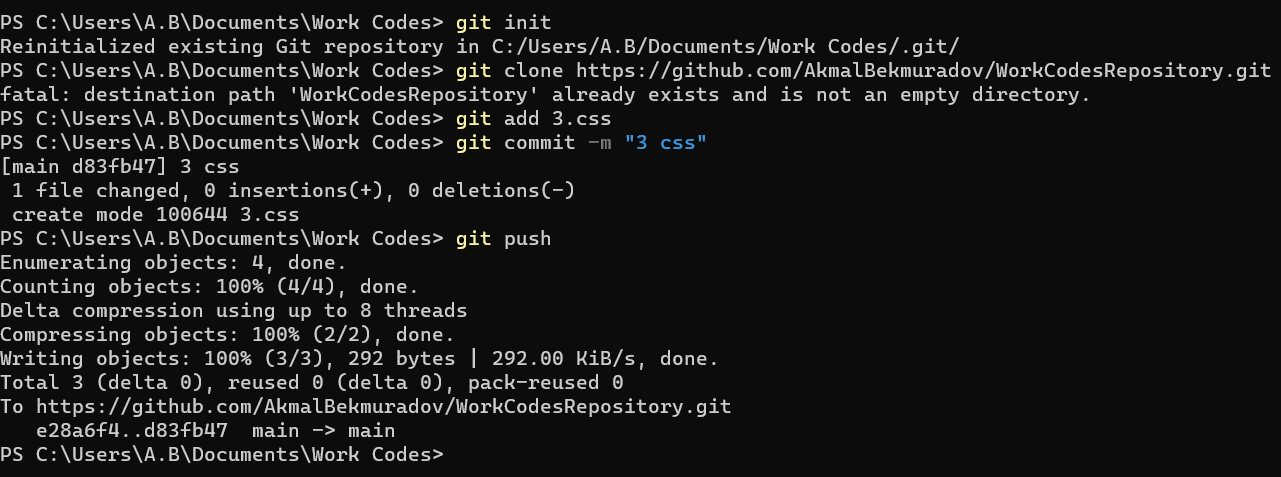 PS C:\Users\A.B\Documents\Work Codes> git init
Reinitialized existing Git repository in C:/Users/A.B/Documents/Work Codes/.git/
PS C:\Users\A.B\Documents\Work Codes> git clone https://github.com/AkmalBekmuradov/WorkCodesRepository.git
fatal: destination path 'WorkCodesRepository' already exists and is not an empty directory.
PS C:\Users\A.B\Documents\Work Codes> git add 3.css
PS C:\Users\A.B\Documents\Work Codes> git commit -m "3 css"
[main d83fb47] 3 css
 1 file changed, 0 insertions(+), 0 deletions(-)
 create mode 100644 3.css
PS C:\Users\A.B\Documents\Work Codes> git push
Enumerating objects: 4, done.
Counting objects: 100% (4/4), done.
Delta compression using up to 8 threads
Compressing objects: 100% (2/2), done.
Writing objects: 100% (3/3), 292 bytes | 292.00 KiB/s, done.
Total 3 (delta 0), reused 0 (delta 0), pack-reused 0
To https://github.com/AkmalBekmuradov/WorkCodesRepository.git
   e28a6f4..d83fb47  main -> main
PS C:\Users\A.B\Documents\Work Codes>